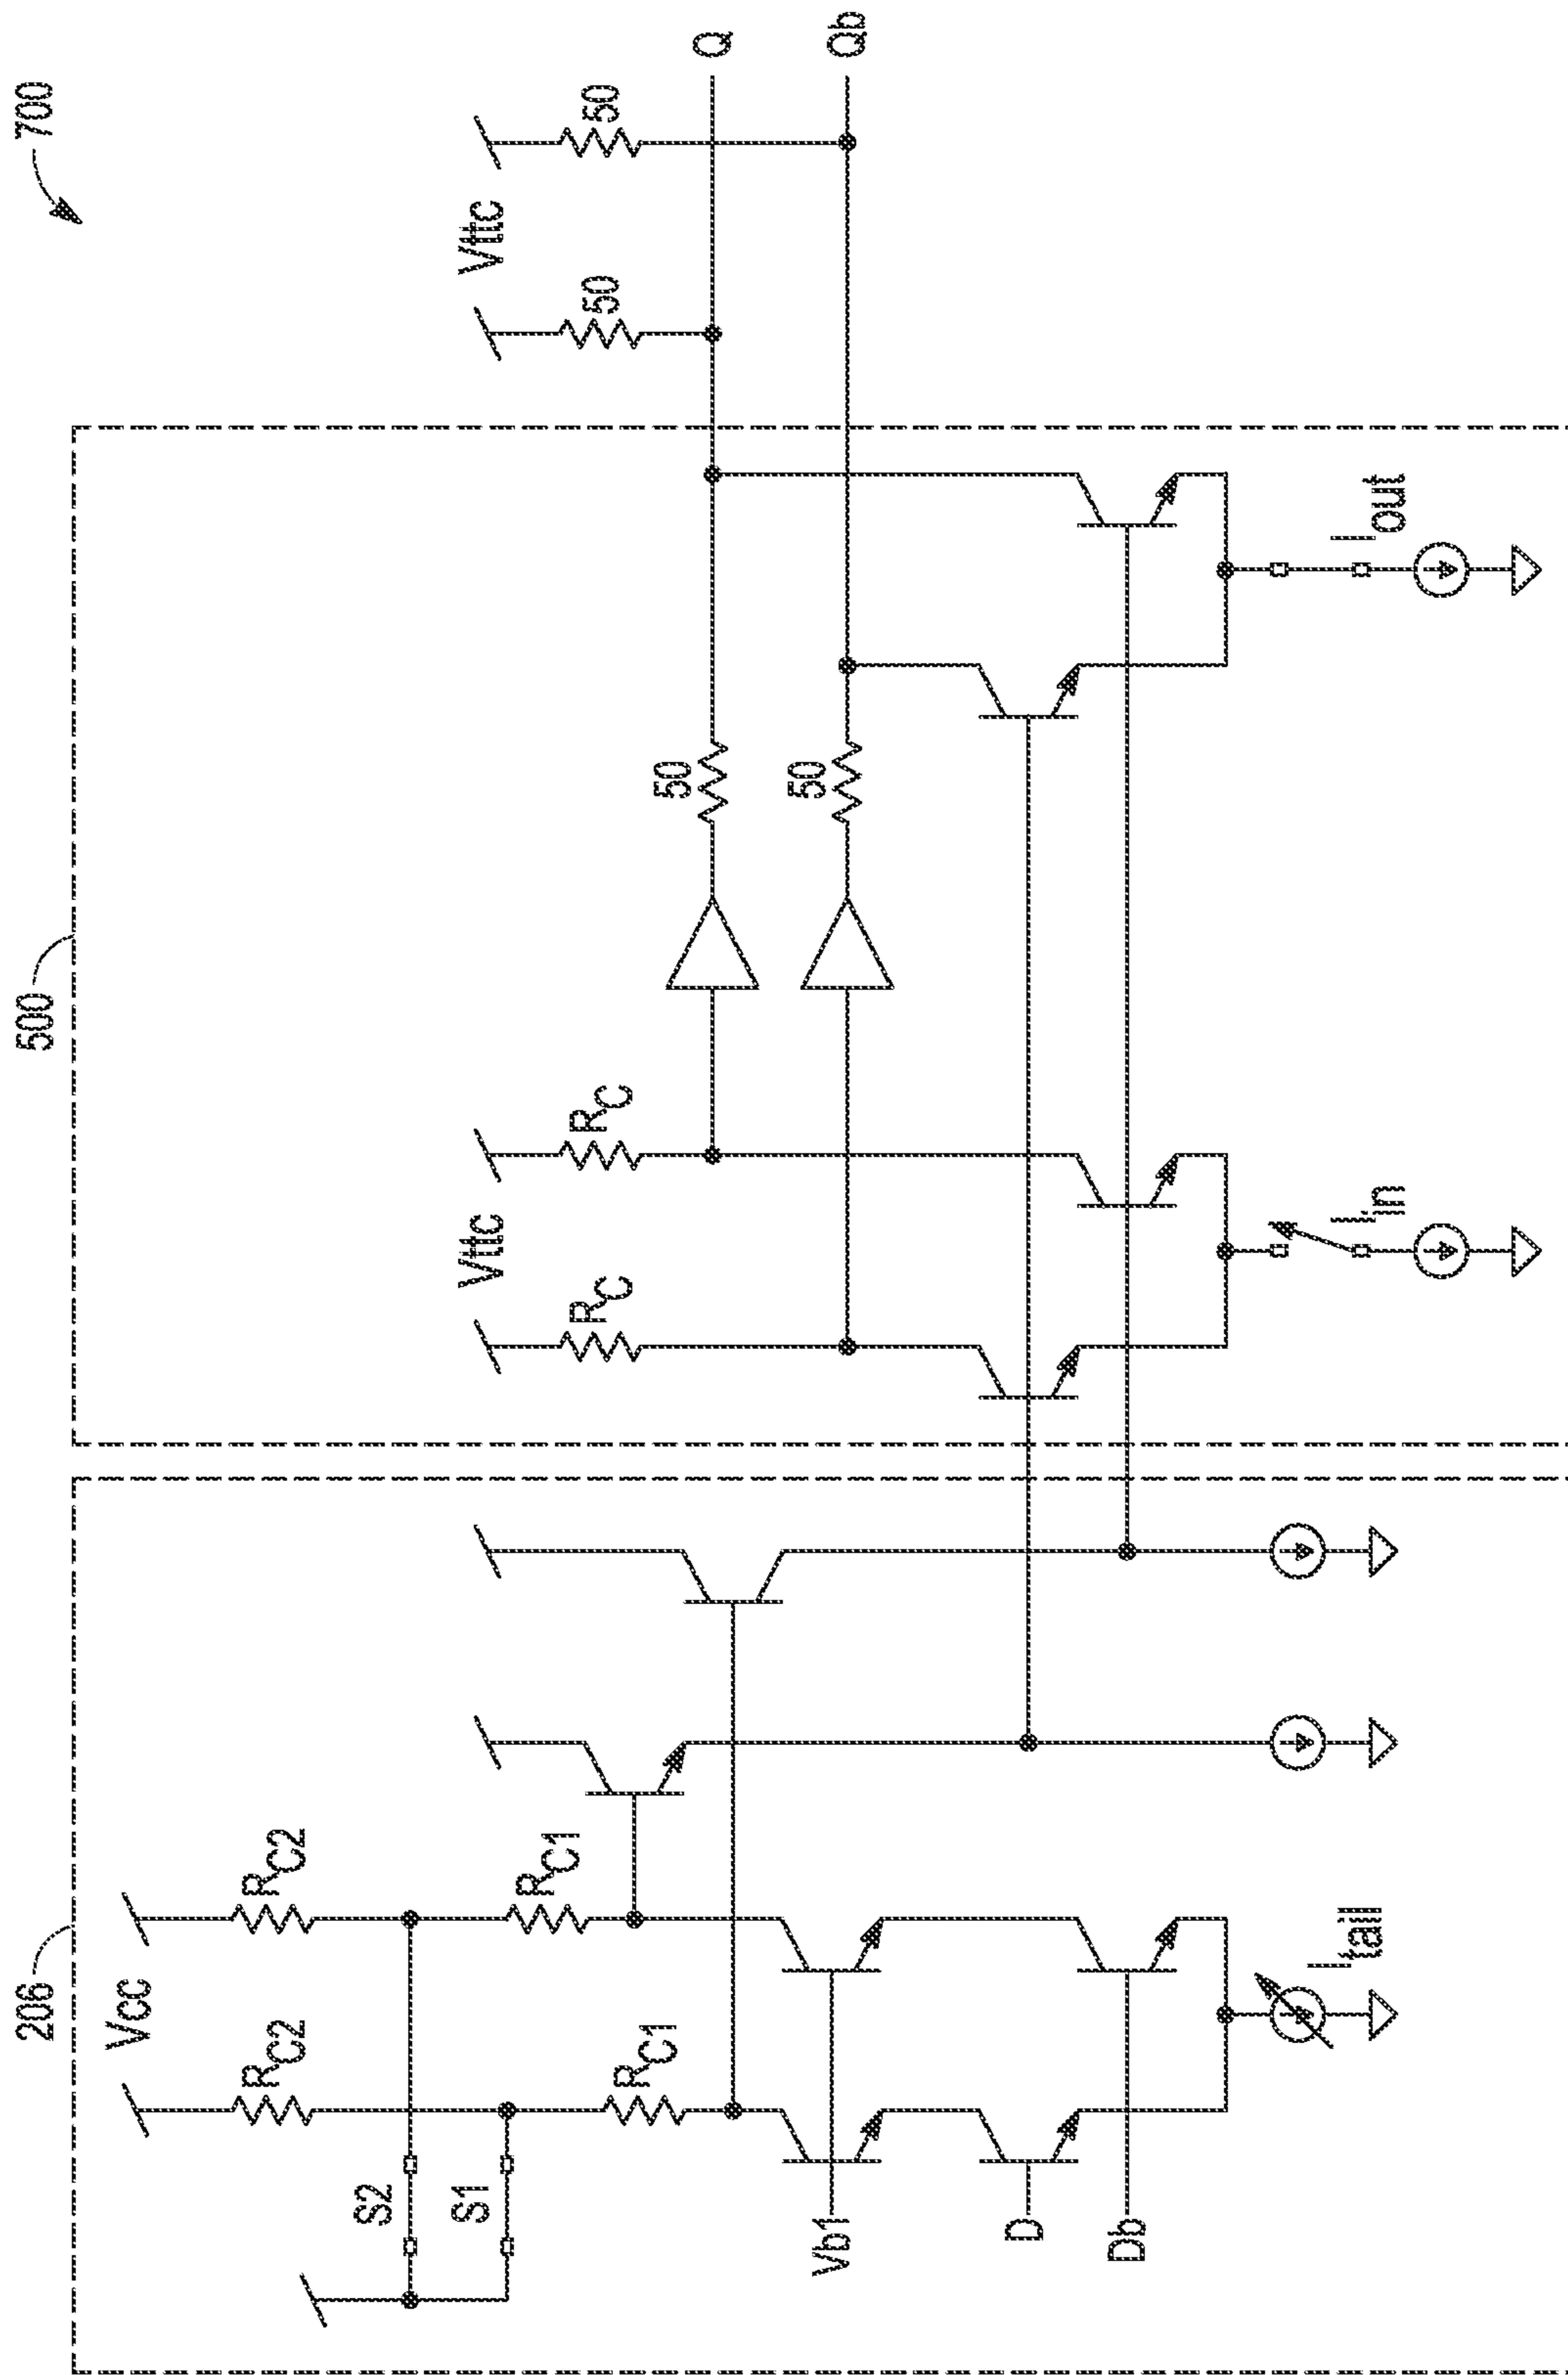 700
206
500
Vcc
RC2
RC2
S2
S1
RC1
RC1
Vb1
D
Db
Itail
Vttc
RC
RC
50
50
Iin
Iout
Vttc
50
50
Q
Qb